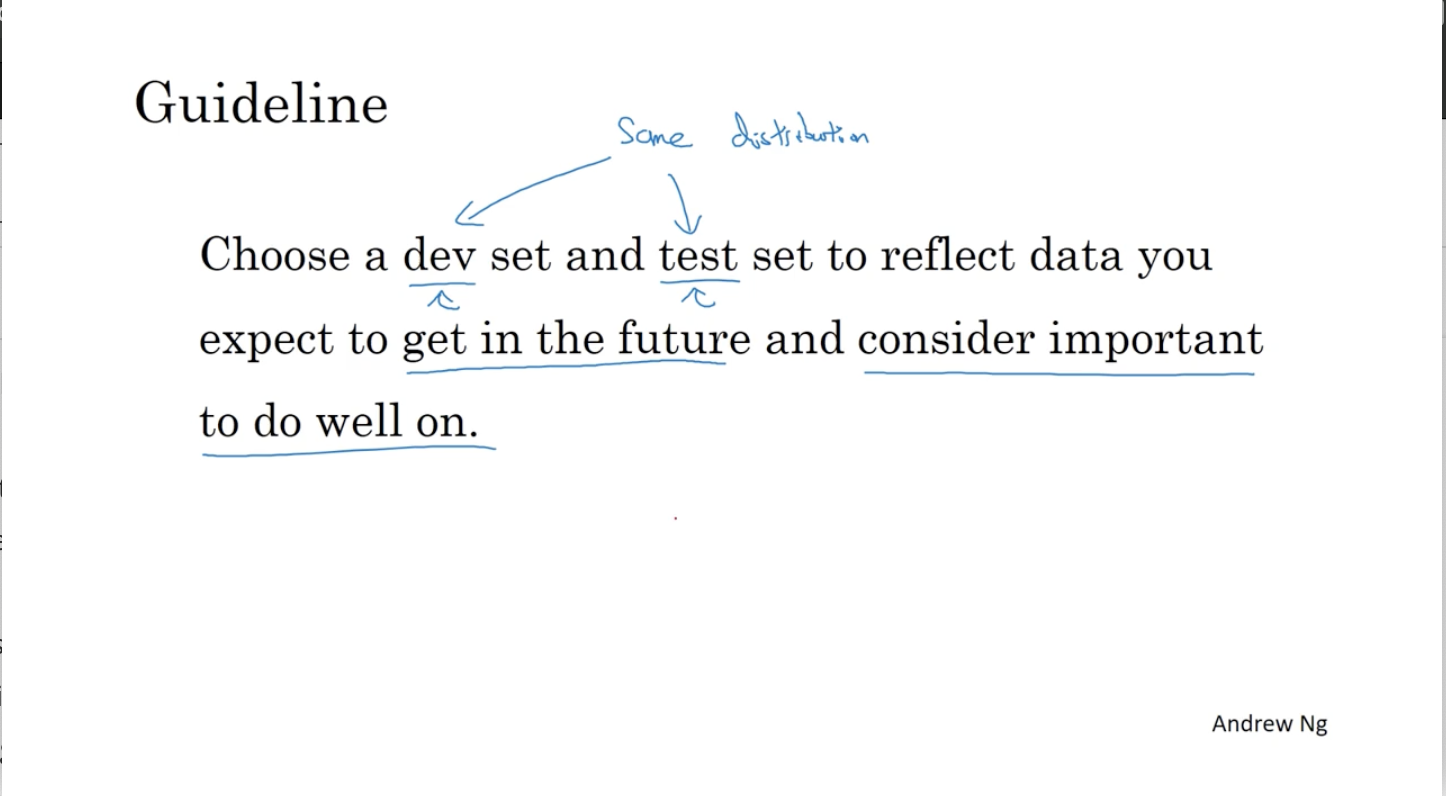 Guideline
Same distribution
Choose a dev set and test set to reflect data you
expect to get in the future and consider important
to do well on.
Andrew Ng